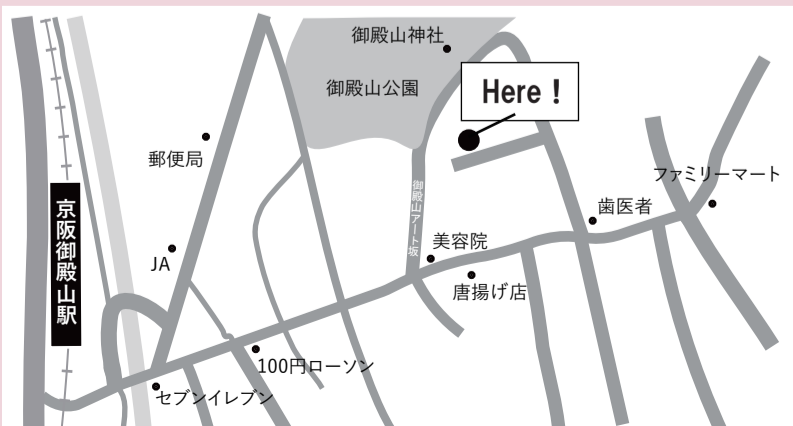 御殿山神社
御殿山公園
Here !
郵便局
ファミリーマート
京阪御殿山駅
御殿山アート坂
歯医者
美容院
JA
唐揚げ店
100円ローソン
セブンイレブン